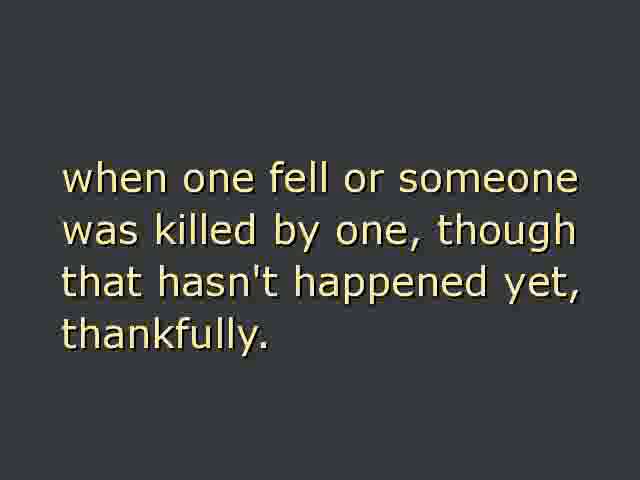 when one fell or someone
was killed by one, though
that hasn't happened yet,
thankfully.